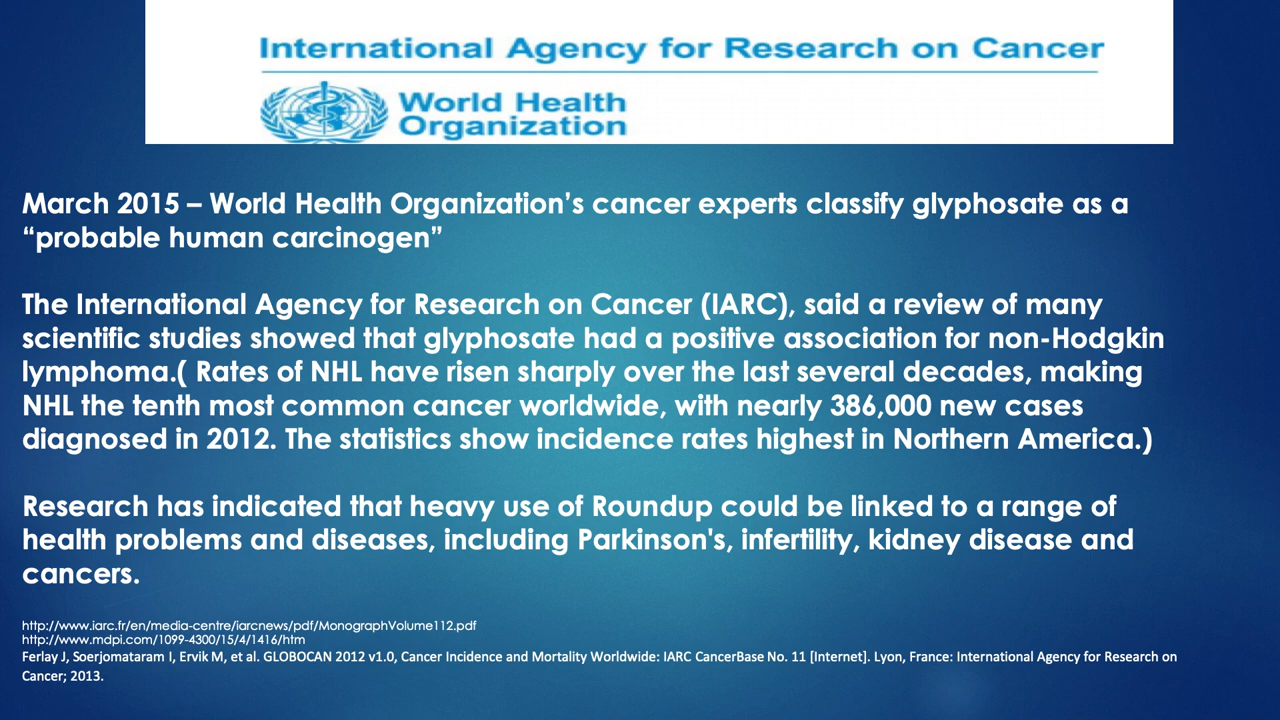 International Agency for Research on Cancer
World Health
Organization
March 2015 – World Health Organization’s cancer experts classify glyphosate as a
“probable human carcinogen”
The International Agency for Research on Cancer (IARC), said a review of many
scientific studies showed that glyphosate had a positive association for non-Hodgkin
lymphoma.( Rates of NHL have risen sharply over the last several decades, making
NHL the tenth most common cancer worldwide, with nearly 386,000 new cases
diagnosed in 2012. The statistics show incidence rates highest in Northern America.)
Research has indicated that heavy use of Roundup could be linked to a range of
health problems and diseases, including Parkinson's, infertility, kidney disease and
cancers.
http://www.iarc.fr/en/media-centre/iarcnews/pdf/MonographVolume112.pdf
http://www.mdpi.com/1099-4300/15/4/1416/htm
Ferlay J, Soerjomataram I, Ervik M, et al. GLOBOCAN 2012 v1.0, Cancer Incidence and Mortality Worldwide: IARC CancerBase No. 11 [Internet]. Lyon, France: International Agency for Research on
Cancer; 2013.